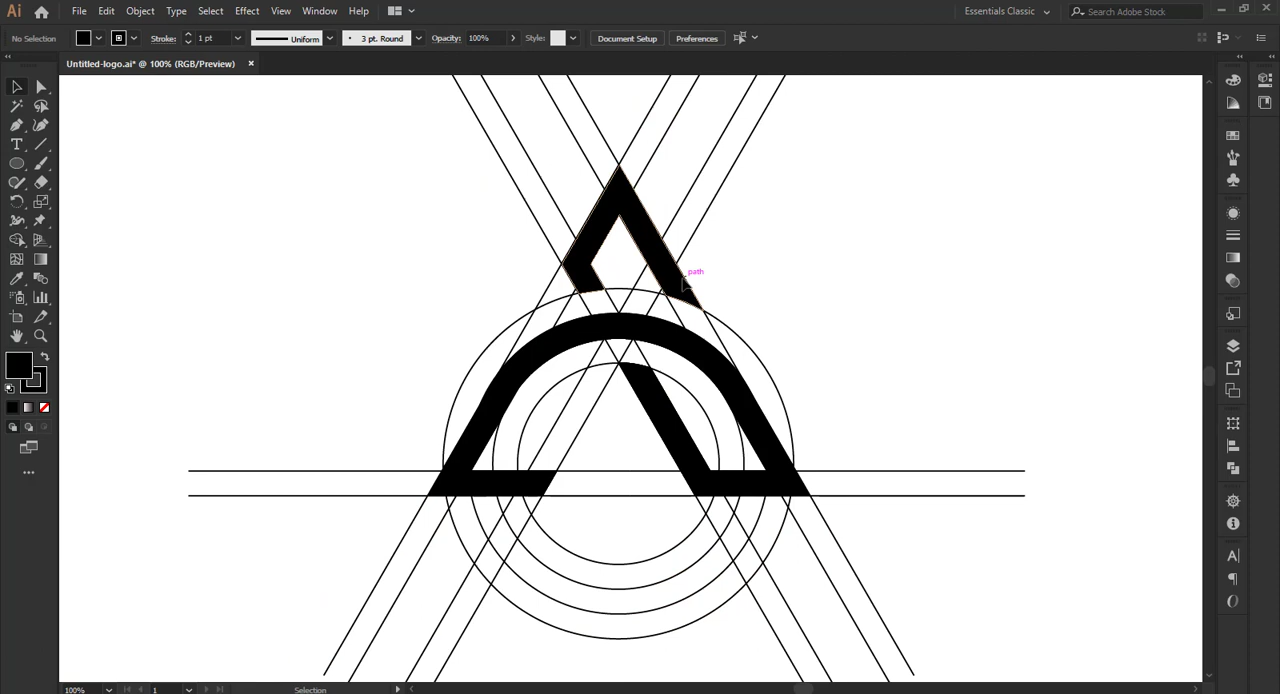 Ai File Edit Object Type Select Effect View Window Help Essentials Classic Search Adobe Stock
No Selection Stroke: 1 pt Uniform 3 pt. Round Opacity: 100% Style: Document Setup Preferences
Untitled-logo.ai* @ 100% (RGB/Preview)
path
100% 1 Selection